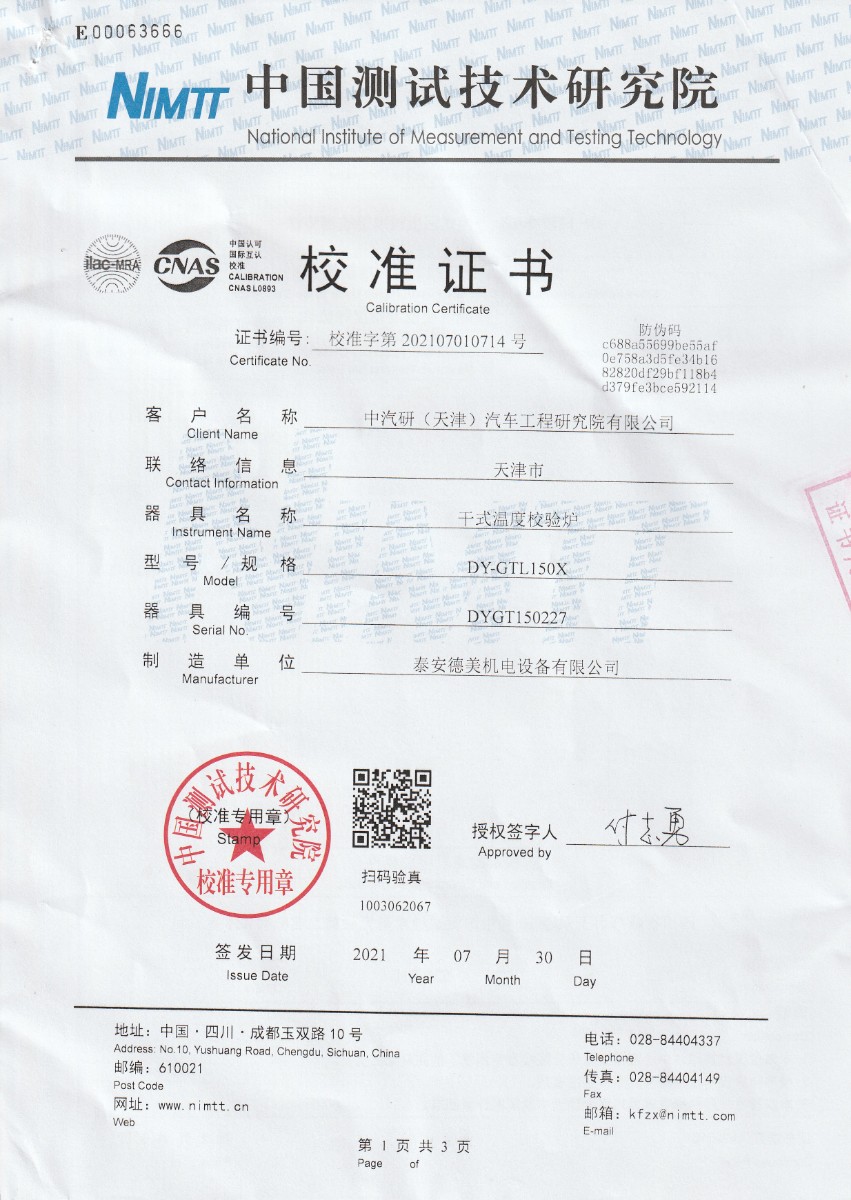 E00063666
NIMTT 中国测试技术研究院
National Institute of Measurement and Testing Technology
ilac-MRA
CNAS
中国认可
国际互认
校准
CALIBRATION
CNAS L0893
校准证书
Calibration Certificate
证书编号: 校准字第 202107010714 号
Certificate No.
防伪码
c688a55699be55af
0e758a3d5fe34b16
82820df29bf118b4
d379fe3bce592114
客户名称 中汽研（天津）汽车工程研究院有限公司
Client Name
联络信息 天津市
Contact Information
器具名称 干式温度校验炉
Instrument Name
型号/规格 DY-GTL150X
Model
器具编号 DYGT150227
Serial No.
制造单位 泰安德美机电设备有限公司
Manufacturer
证书
中国测试技术研究院
（校准专用章）
Stamp
校准专用章
扫码验真
1003062067
授权签字人 付志勇
Approved by
签发日期 2021 年 07 月 30 日
Issue Date Year Month Day
地址：中国·四川·成都玉双路 10 号
Address: No.10, Yushuang Road, Chengdu, Sichuan, China
邮编：610021
Post Code
网址：www.nimtt.cn
Web
电话：028-84404337
Telephone
传真：028-84404149
Fax
邮箱：kfzx@nimtt.com
E-mail
第 1 页 共 3 页
Page of